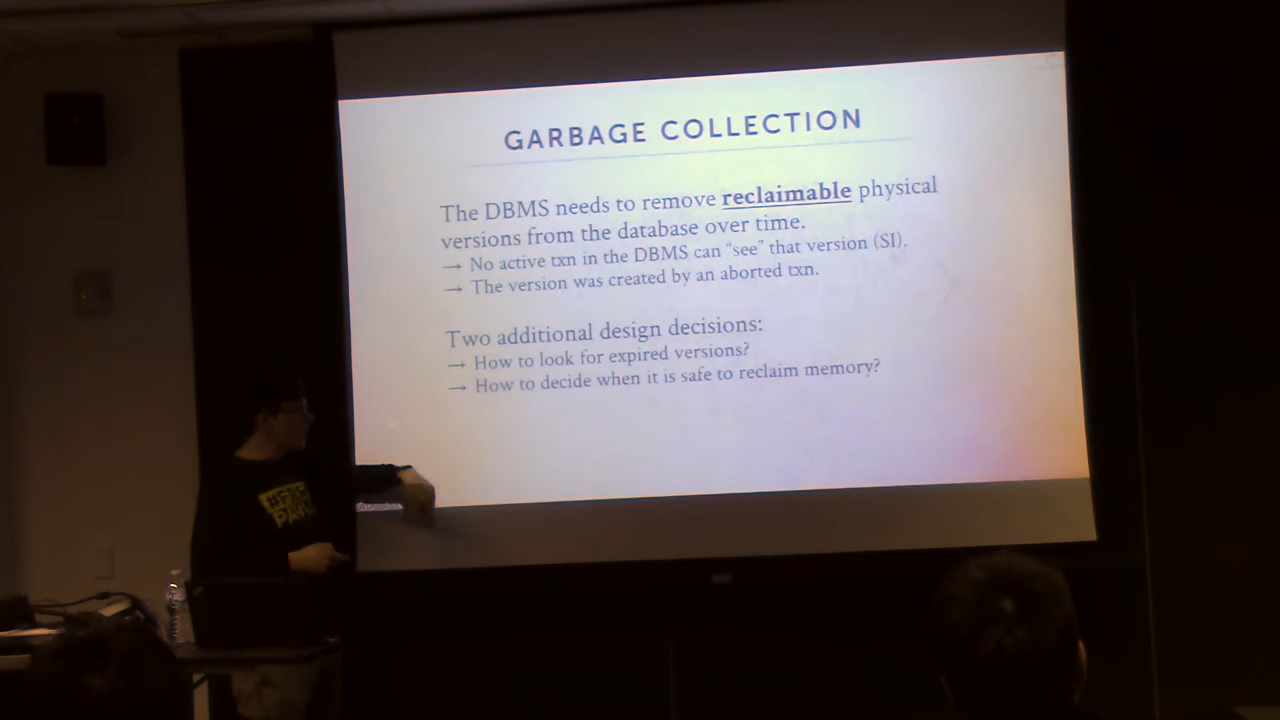 GARBAGE COLLECTION
The DBMS needs to remove reclaimable physical
versions from the database over time.
→ No active txn in the DBMS can “see” that version (SI).
→ The version was created by an aborted txn.
Two additional design decisions:
→ How to look for expired versions?
→ How to decide when it is safe to reclaim memory?